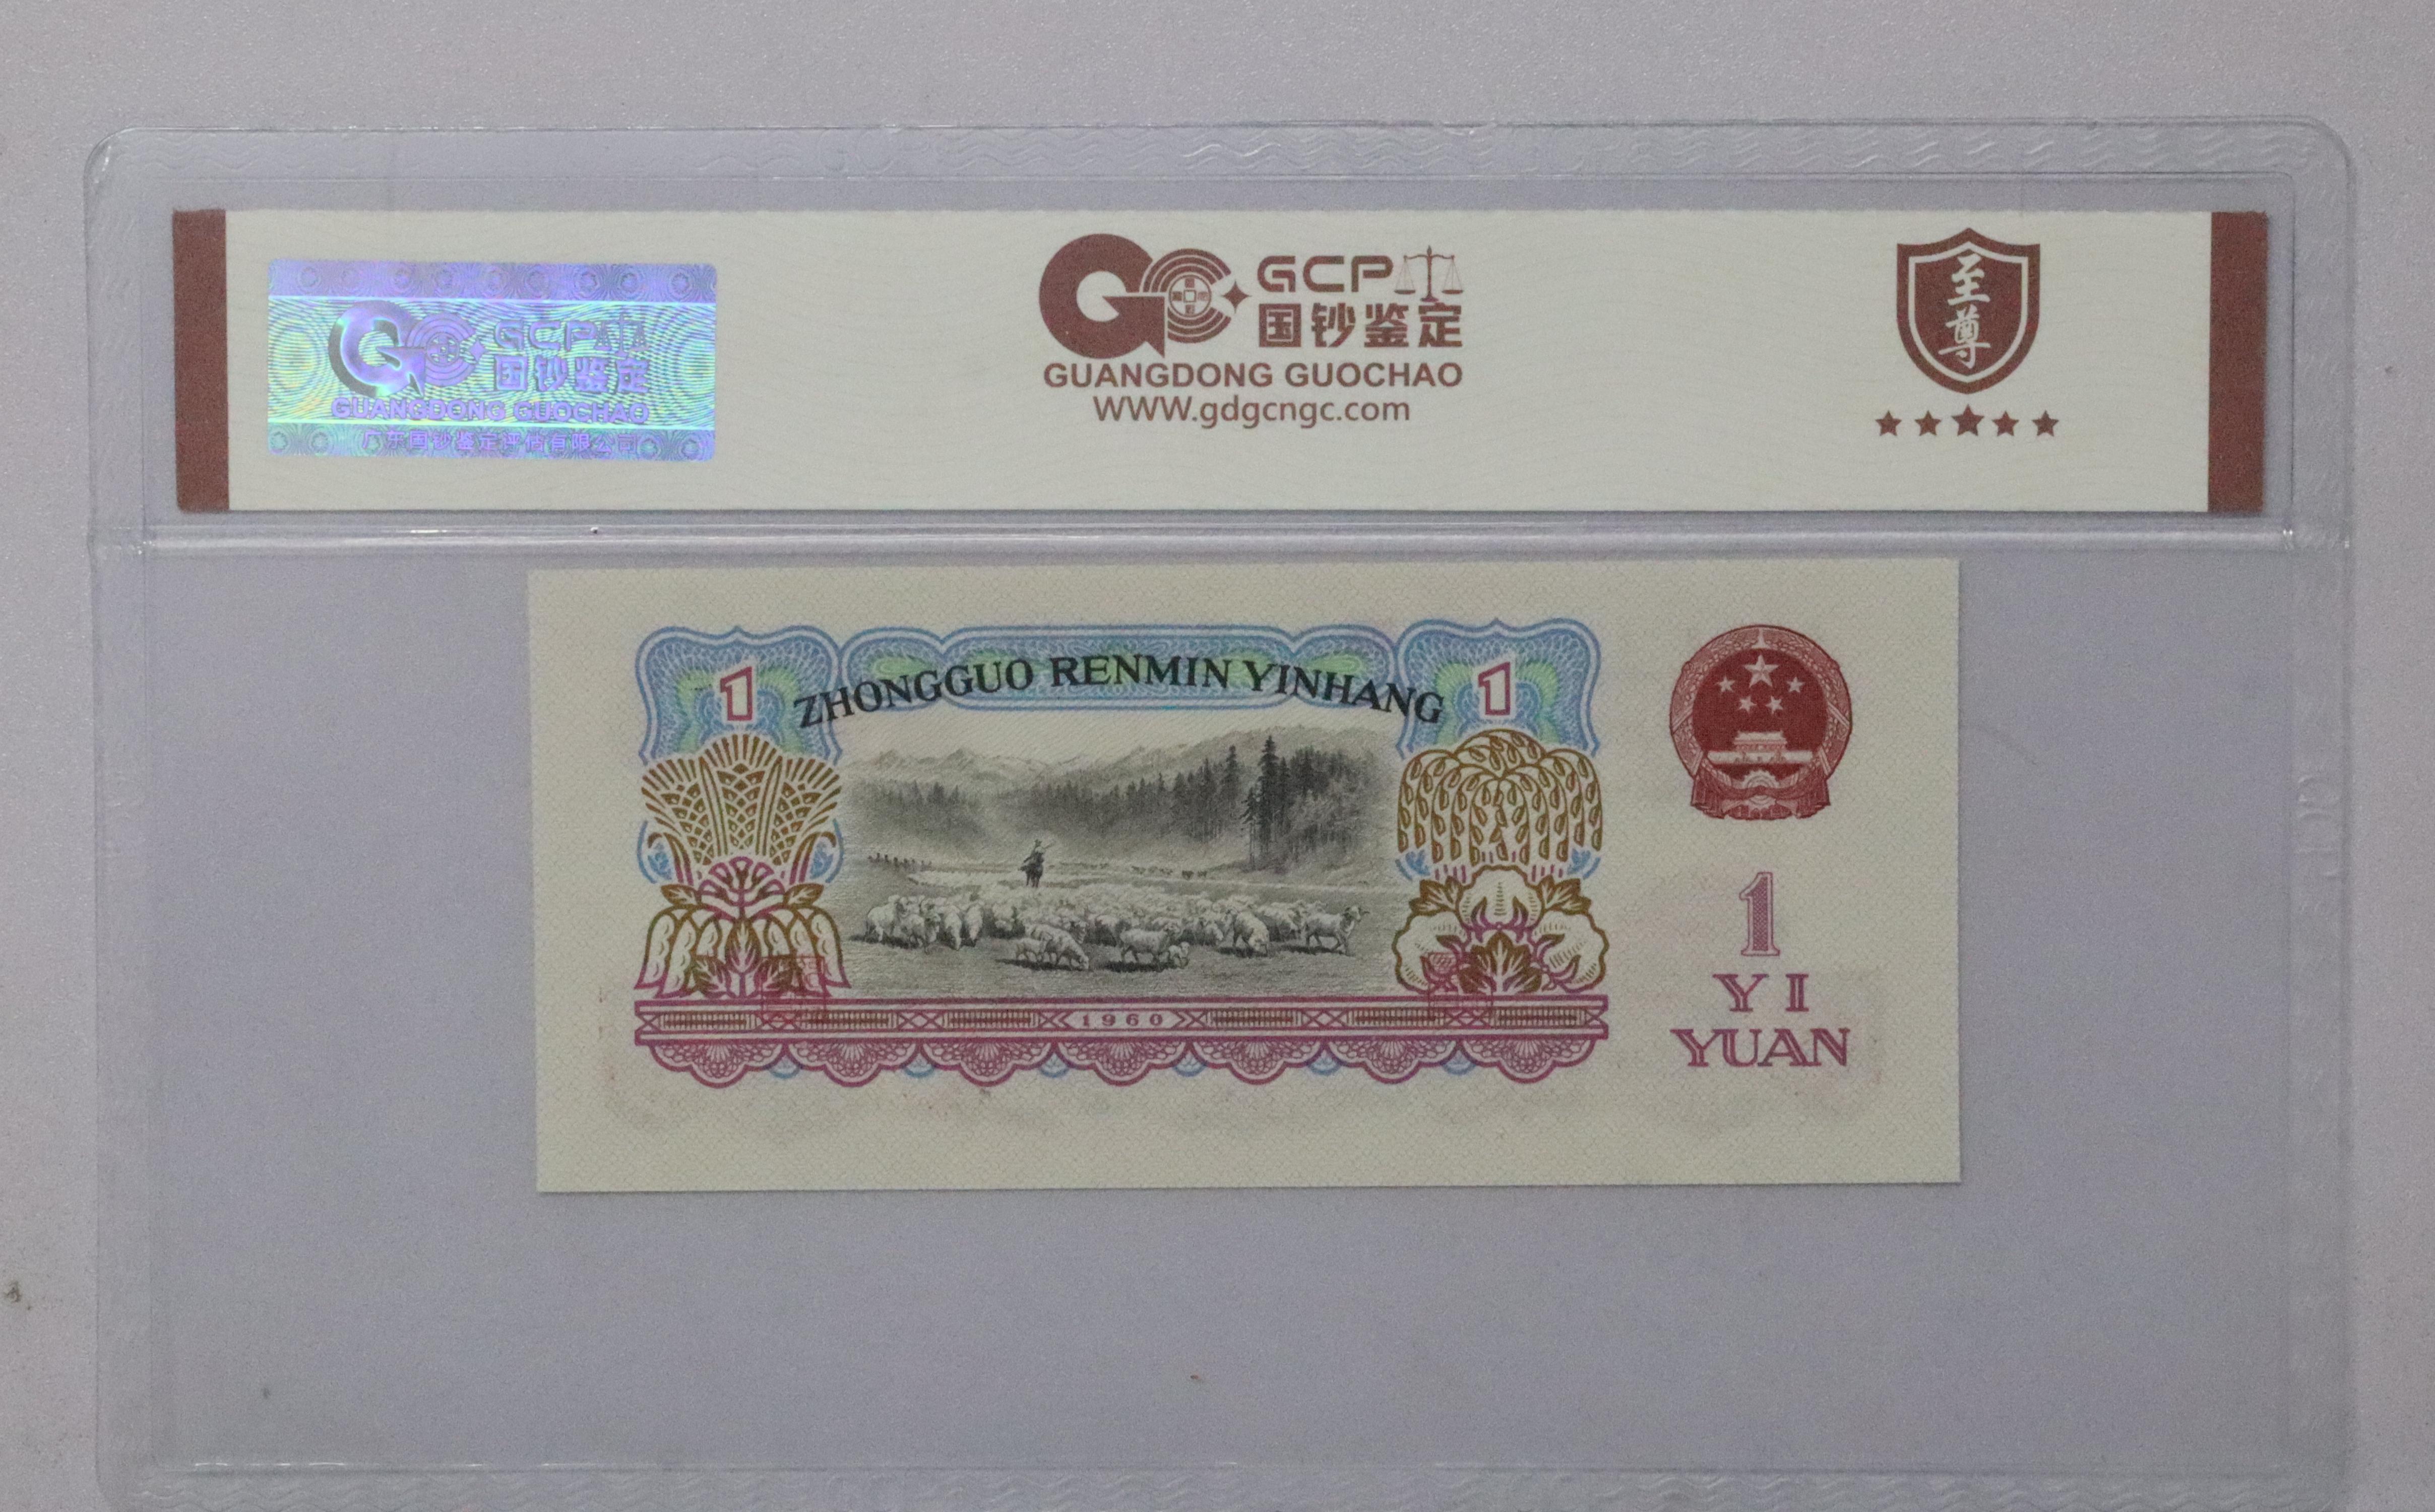 GCP
国钞鉴定
GUANGDONG GUOCHAO
广东国钞鉴定评估有限公司
GCP
国钞鉴定
GUANGDONG GUOCHAO
WWW.gdgcngc.com
至尊
1 ZHONGGUO RENMIN YINHANG 1
1
YI
YUAN
1960